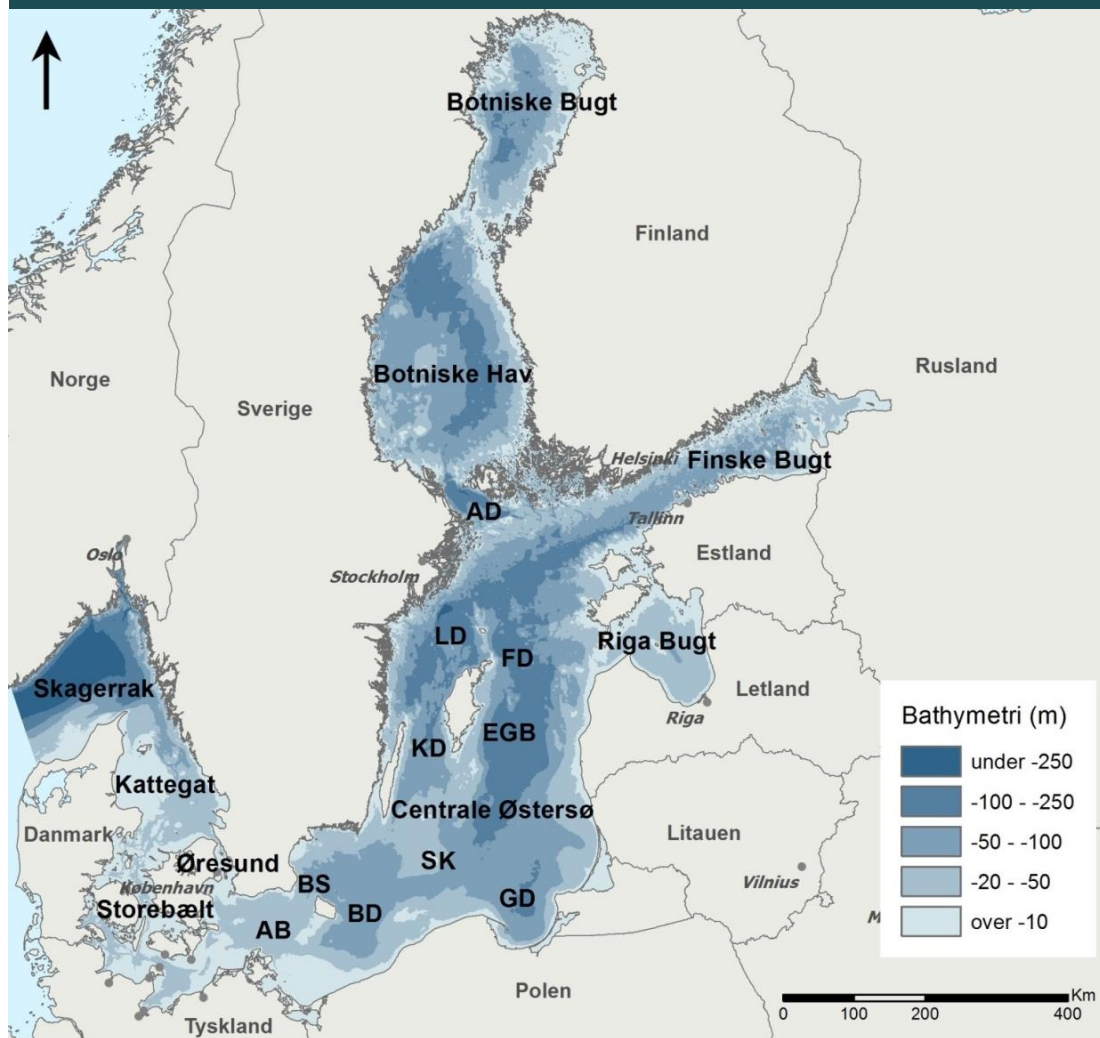 Botniske Bugt
Finland
Norge
Botniske Hav
Rusland
Sverige
Helsinki
Finske Bugt
AD
Tallinn
Oslo
Estland
Stockholm
LD
Riga Bugt
FD
Skagerrak
Letland
Riga
EGB
KD
Kattegat
Centrale Østersø
Danmark
Litauen
Øresund
SK
København
BS
Vilnius
Storebælt
BD
GD
AB
M
Polen
Tyskland
Bathymetri (m)
under -250
-100 - -250
-50 - -100
-20 - -50
over -10
Km
0 100 200 400